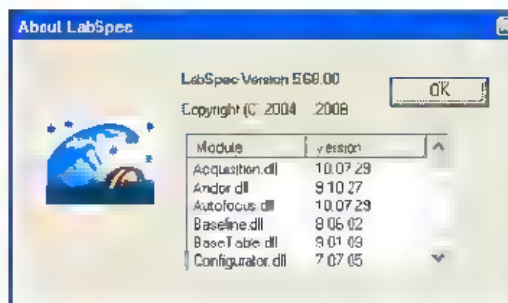 About LabSpec
LabSpec Version 5.68.00
OK
Copyright (C) 2004 2008
Module Version
Acquisition.dll 10.07.29
Andor.dll 9.10.27
Autofocus.dll 10.07.29
Baseline.dll 8.06.02
BaseTable.dll 9.01.09
Configurator.dll 7.07.05